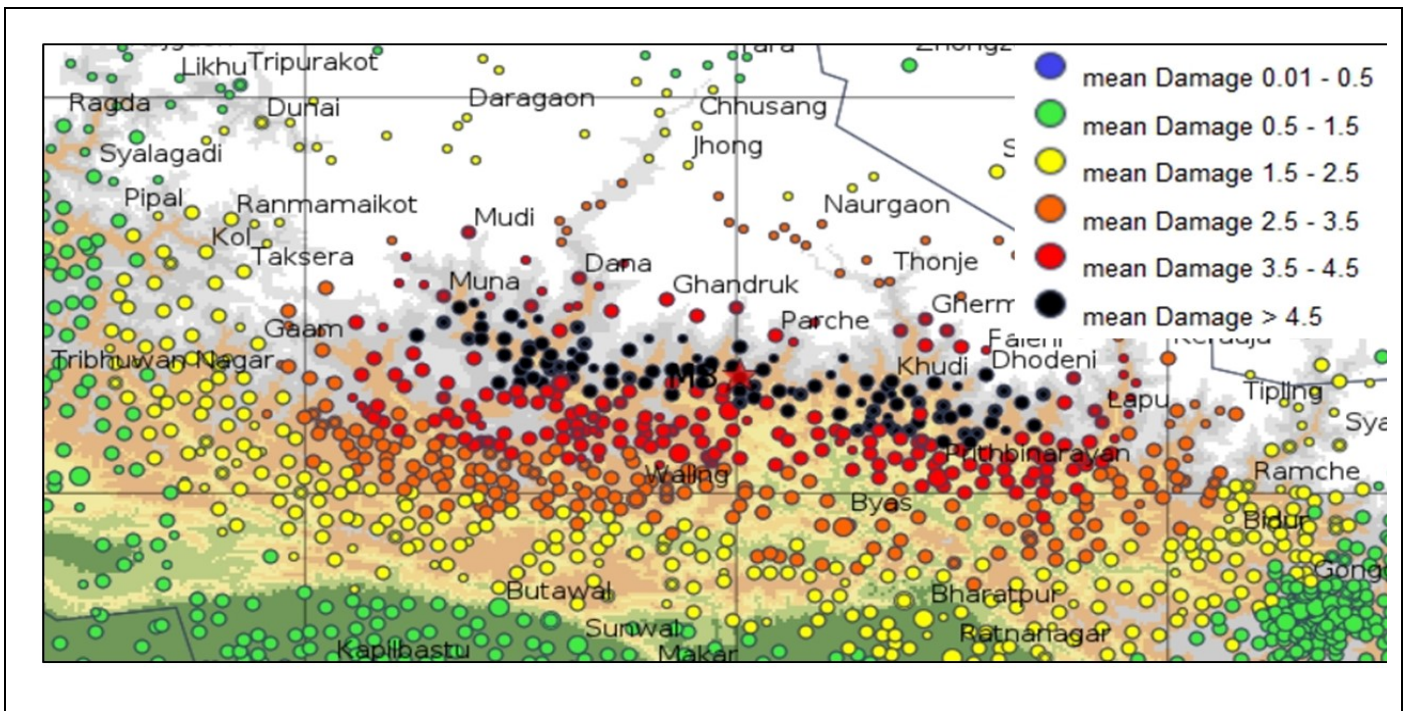 Likhu
Tripurakot
mean Damage 0.01 - 0.5
Ragda
Dunai
Daragaon
Chhusang
mean Damage 0.5 - 1.5
Syalagadi
Jhong
S
mean Damage 1.5 - 2.5
Pipal
Ranmamaikot
Mudi
Naurgaon
mean Damage 2.5 - 3.5
Kol
Taksera
Dana
Thonje
mean Damage 3.5 - 4.5
Muna
Ghandruk
Gherm
mean Damage > 4.5
Gaam
Parche
Tribhuwan Nagar
M8
Khudi
Dhodeni
Lapu
Tipling
Sya
Prithbinarayan
Waling
Ramche
Byas
Bidur
Gong
Butawal
Bharatpur
Sunwal
Ratnanagar
Kapilbastu
Makar